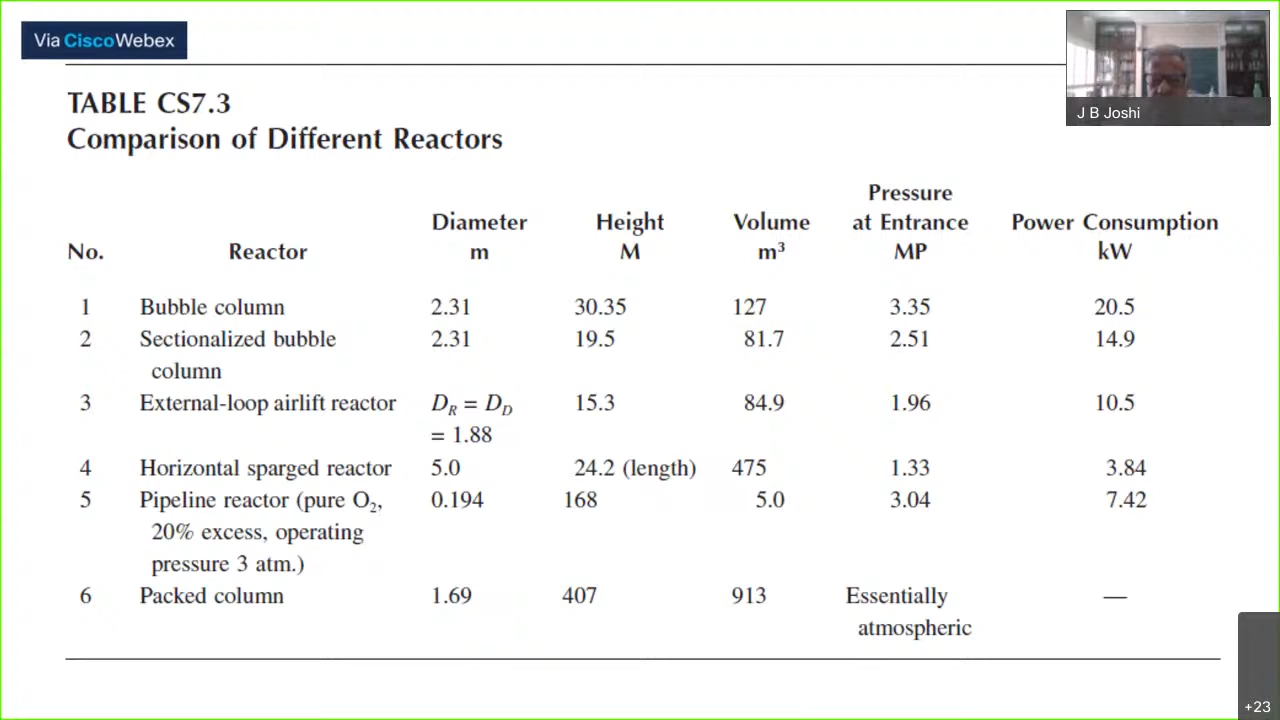 Via CiscoWebex
J B Joshi
TABLE CS7.3
Comparison of Different Reactors
Pressure
Diameter Height Volume at Entrance Power Consumption
No. Reactor m M m³ MP kW
1 Bubble column 2.31 30.35 127 3.35 20.5
2 Sectionalized bubble 2.31 19.5 81.7 2.51 14.9
column
3 External-loop airlift reactor D_R = D_D 15.3 84.9 1.96 10.5
= 1.88
4 Horizontal sparged reactor 5.0 24.2 (length) 475 1.33 3.84
5 Pipeline reactor (pure O₂, 0.194 168 5.0 3.04 7.42
20% excess, operating
pressure 3 atm.)
6 Packed column 1.69 407 913 Essentially —
atmospheric
+23